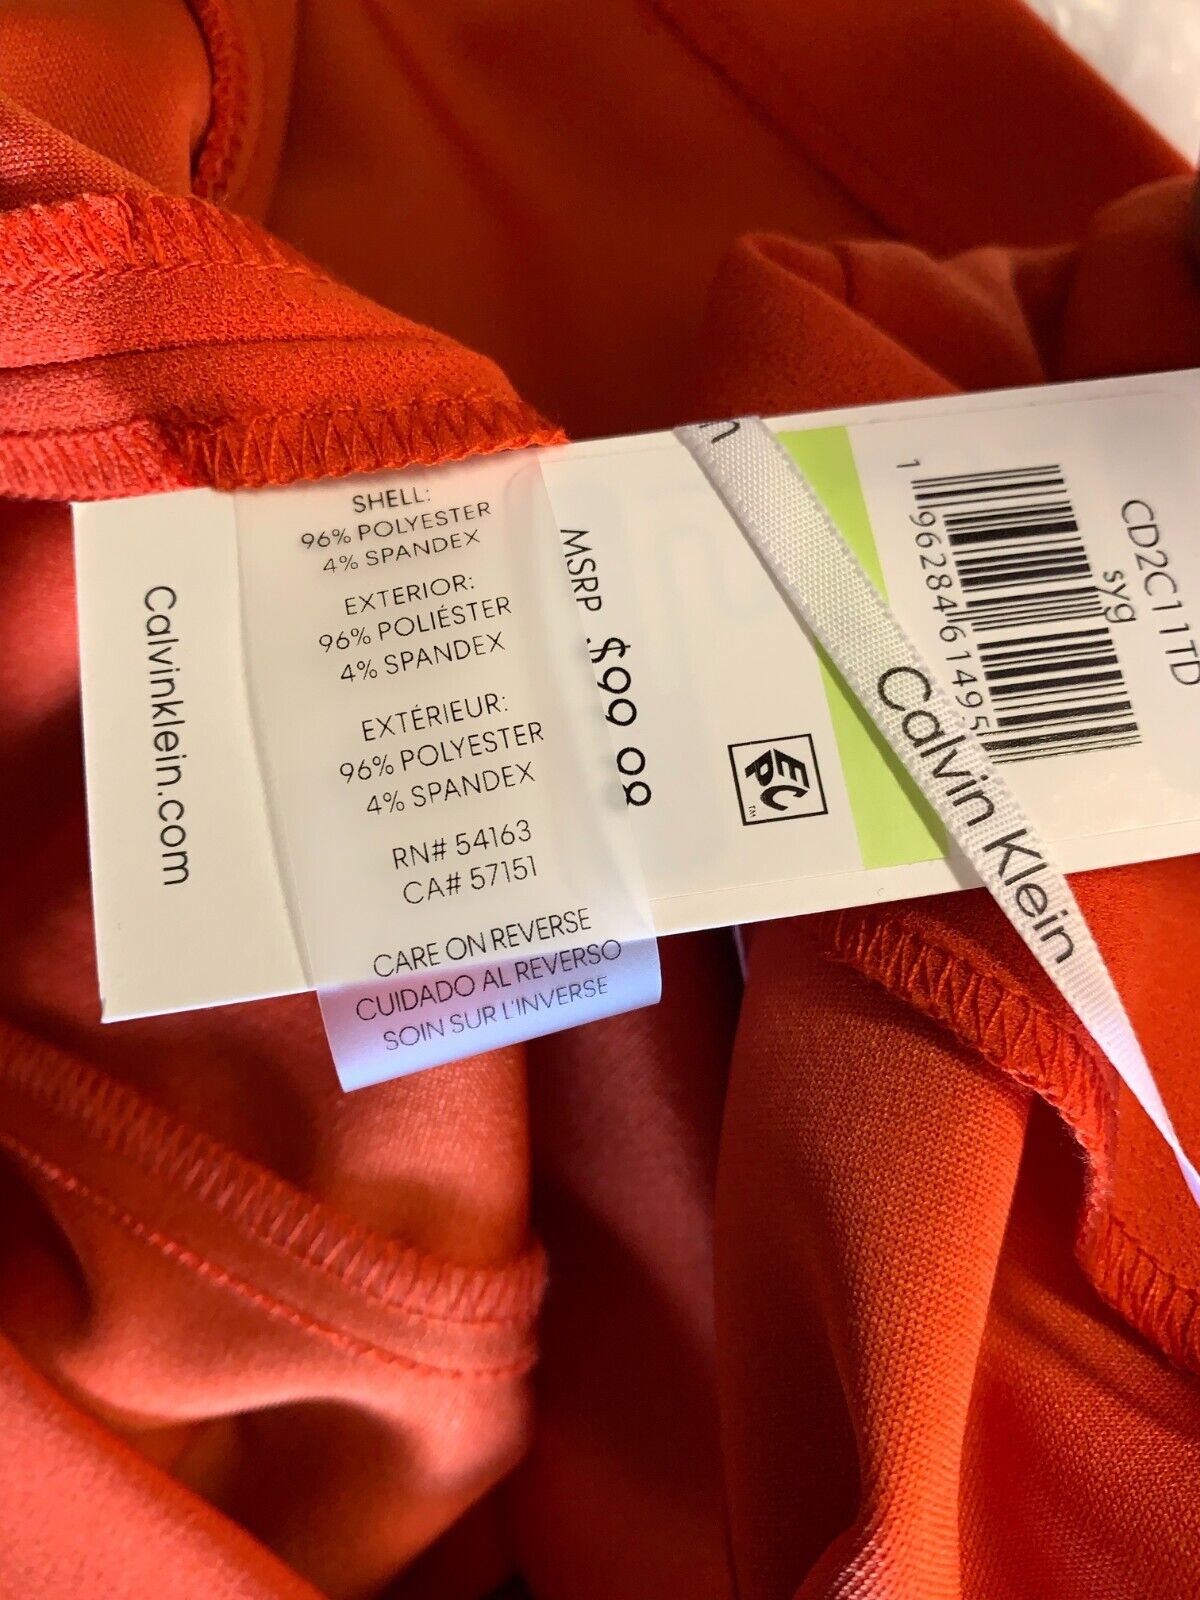 SHELL:
96% POLYESTER
4% SPANDEX
EXTERIOR:
96% POLIÉSTER
4% SPANDEX
EXTÉRIEUR:
96% POLYESTER
4% SPANDEX
RN# 54163
CA# 57151
CARE ON REVERSE
CUIDADO AL REVERSO
SOIN SUR L'INVERSE
Calvinklein.com
MSRP $99.00
EPC
TM
n
Calvin Klein
1 96284 61495
syg
CD2C11TD